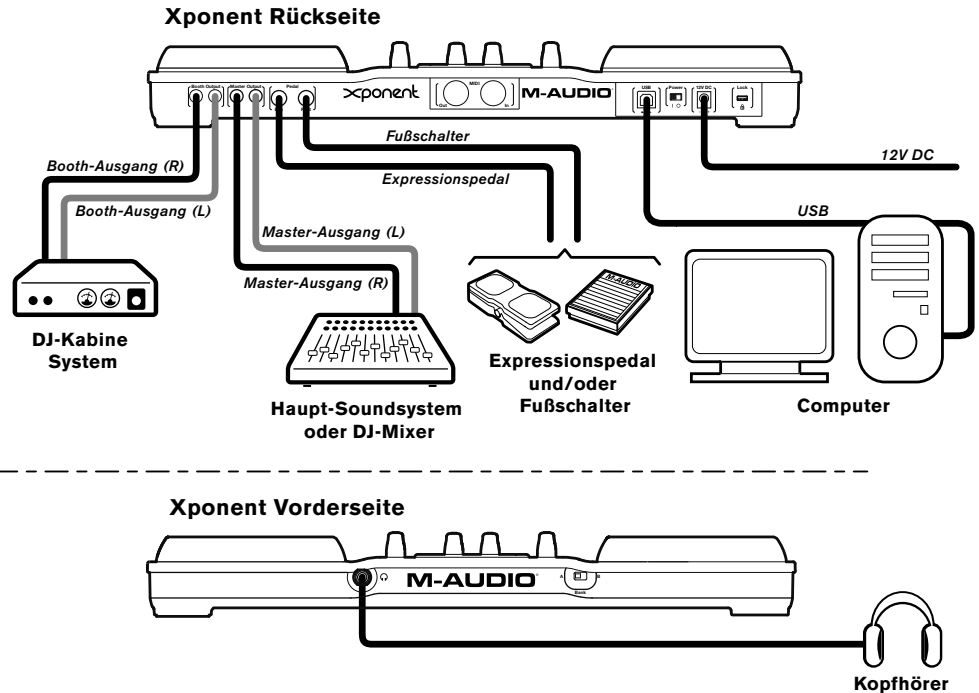 Xponent Rückseite
Booth Output Master Output Pedal
xponent
MIDI
Out In
M-AUDIO
USB Power 12V DC Lock
Fußschalter
Booth-Ausgang (R)
Expressionspedal
12V DC
Booth-Ausgang (L)
USB
Master-Ausgang (L)
Master-Ausgang (R)
M-AUDIO
DJ-Kabine
System
Expressionspedal
und/oder
Fußschalter
Haupt-Soundsystem
oder DJ-Mixer
Computer
Xponent Vorderseite
M-AUDIO
A B
Bank
Kopfhörer